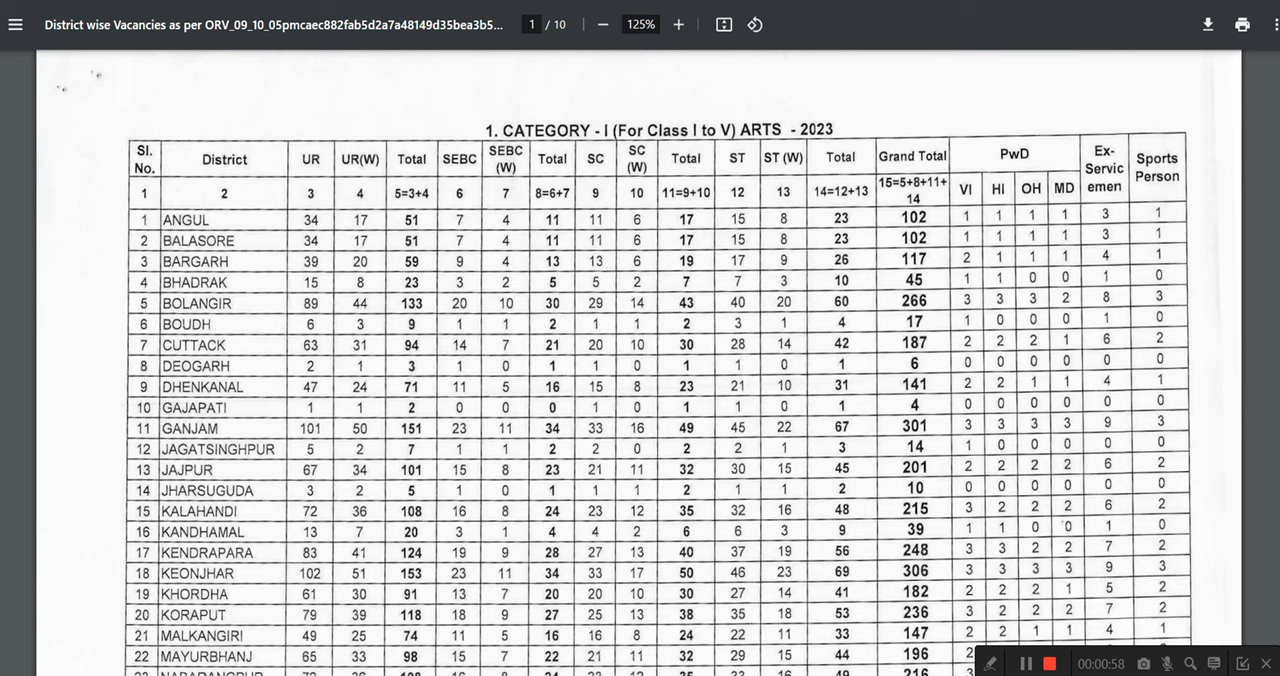 District wise Vacancies as per ORV_09_10_05pmcaec882fab5d2a7a48149d35bea3b5... 1 / 10 125%
1. CATEGORY - I (For Class I to V) ARTS - 2023
Sl. No. District UR UR(W) Total SEBC SEBC (W) Total SC SC (W) Total ST ST (W) Total Grand Total PwD Ex-Servicemen Sports Person
1 2 3 4 5=3+4 6 7 8=6+7 9 10 11=9+10 12 13 14=12+13 15=5+8+11+14 VI HI OH MD
1 ANGUL 34 17 51 7 4 11 11 6 17 15 8 23 102 1 1 1 1 3 1
2 BALASORE 34 17 51 7 4 11 11 6 17 15 8 23 102 1 1 1 1 3 1
3 BARGARH 39 20 59 9 4 13 13 6 19 17 9 26 117 2 1 1 1 4 1
4 BHADRAK 15 8 23 3 2 5 5 2 7 7 3 10 45 1 1 0 0 1 0
5 BOLANGIR 89 44 133 20 10 30 29 14 43 40 20 60 266 3 3 3 2 8 3
6 BOUDH 6 3 9 1 1 2 1 1 2 3 1 4 17 1 0 0 0 1 0
7 CUTTACK 63 31 94 14 7 21 20 10 30 28 14 42 187 2 2 2 1 6 2
8 DEOGARH 2 1 3 1 0 1 1 0 1 1 0 1 6 0 0 0 0 0 0
9 DHENKANAL 47 24 71 11 5 16 15 8 23 21 10 31 141 2 2 1 1 4 1
10 GAJAPATI 1 1 2 0 0 0 1 0 1 1 0 1 4 0 0 0 0 0 0
11 GANJAM 101 50 151 23 11 34 33 16 49 45 22 67 301 3 3 3 3 9 3
12 JAGATSINGHPUR 5 2 7 1 1 2 2 0 2 2 1 3 14 1 0 0 0 0 0
13 JAJPUR 67 34 101 15 8 23 21 11 32 30 15 45 201 2 2 2 2 6 2
14 JHARSUGUDA 3 2 5 1 0 1 1 1 2 1 1 2 10 0 0 0 0 0 0
15 KALAHANDI 72 36 108 16 8 24 23 12 35 32 16 48 215 3 2 2 2 6 2
16 KANDHAMAL 13 7 20 3 1 4 4 2 6 6 3 9 39 1 1 0 0 1 0
17 KENDRAPARA 83 41 124 19 9 28 27 13 40 37 19 56 248 3 3 2 2 7 2
18 KEONJHAR 102 51 153 23 11 34 33 17 50 46 23 69 306 3 3 3 3 9 3
19 KHORDHA 61 30 91 13 7 20 20 10 30 27 14 41 182 2 2 2 1 5 2
20 KORAPUT 79 39 118 18 9 27 25 13 38 35 18 53 236 3 2 2 2 7 2
21 MALKANGIRI 49 25 74 11 5 16 16 8 24 22 11 33 147 2 2 1 1 4 1
22 MAYURBHANJ 65 33 98 15 7 22 21 11 32 29 15 44 196 2
00:00:58